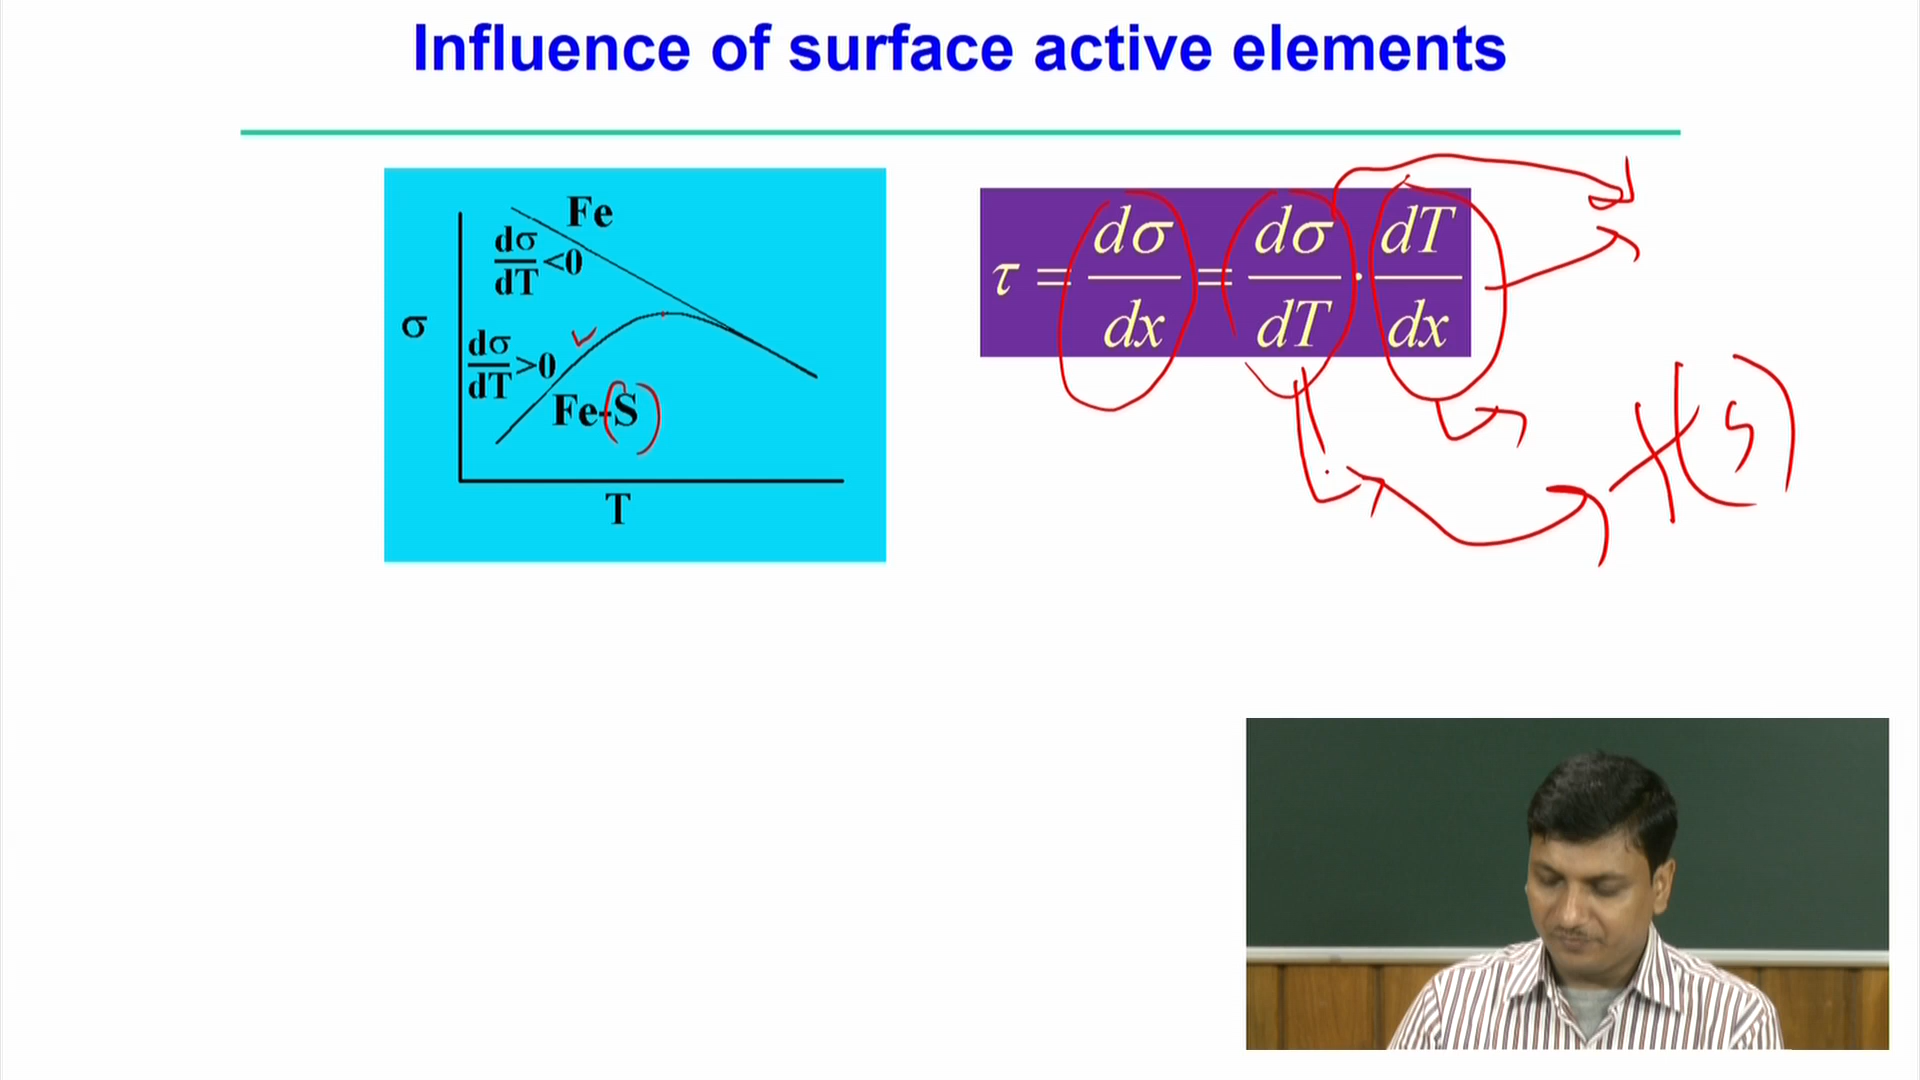 Influence of surface active elements
Fe
dσ/dT <0
σ
dσ/dT >0
Fe-S
T
τ = dσ/dx = dσ/dT · dT/dx
f(s)